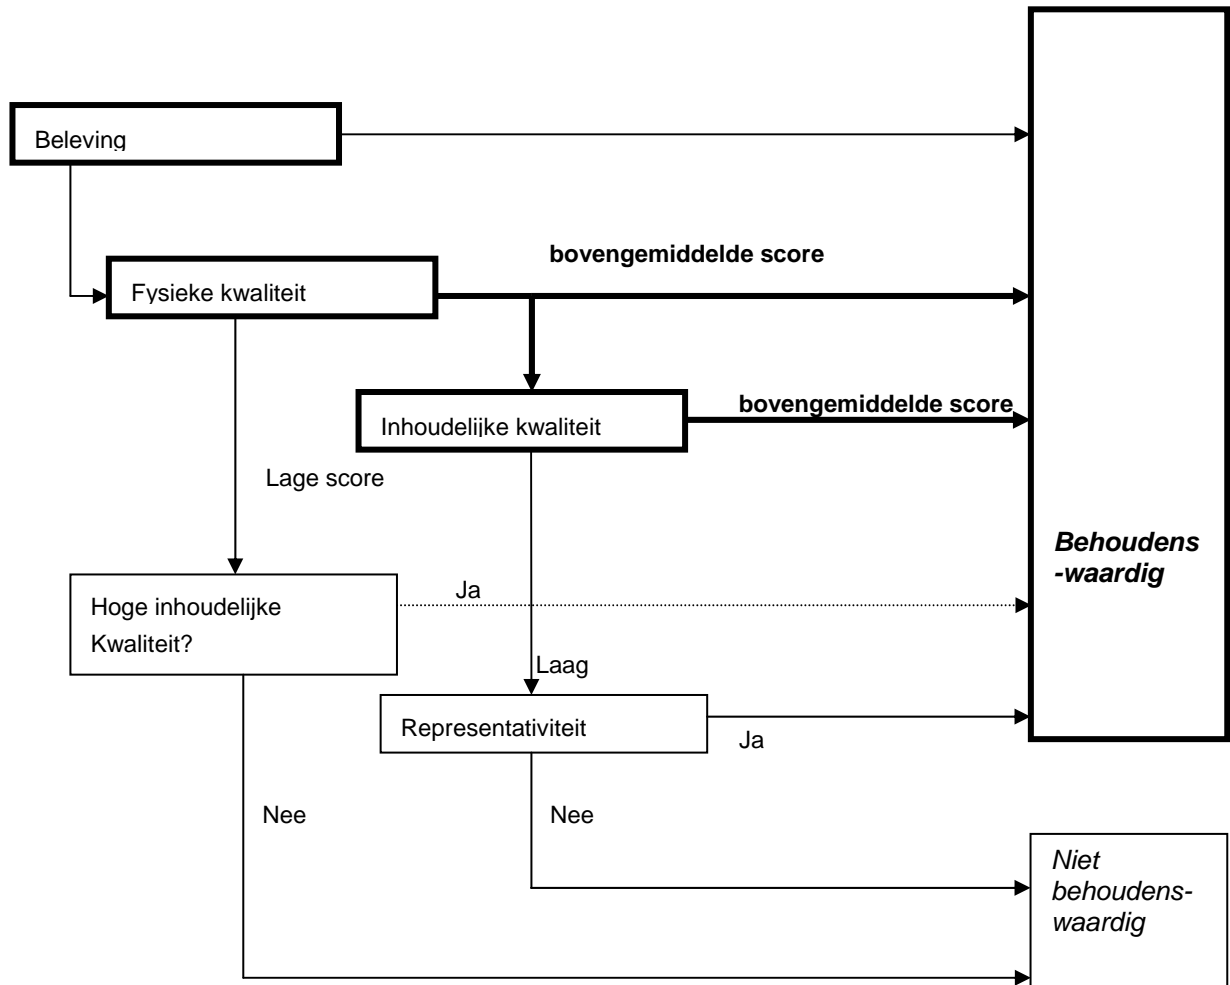 Beleving
bovengemiddelde score
Fysieke kwaliteit
bovengemiddelde score
Inhoudelijke kwaliteit
Lage score
Behoudens
-waardig
Ja
Hoge inhoudelijke
Kwaliteit?
Laag
Representativiteit
Ja
Nee
Nee
Niet
behoudens-
waardig